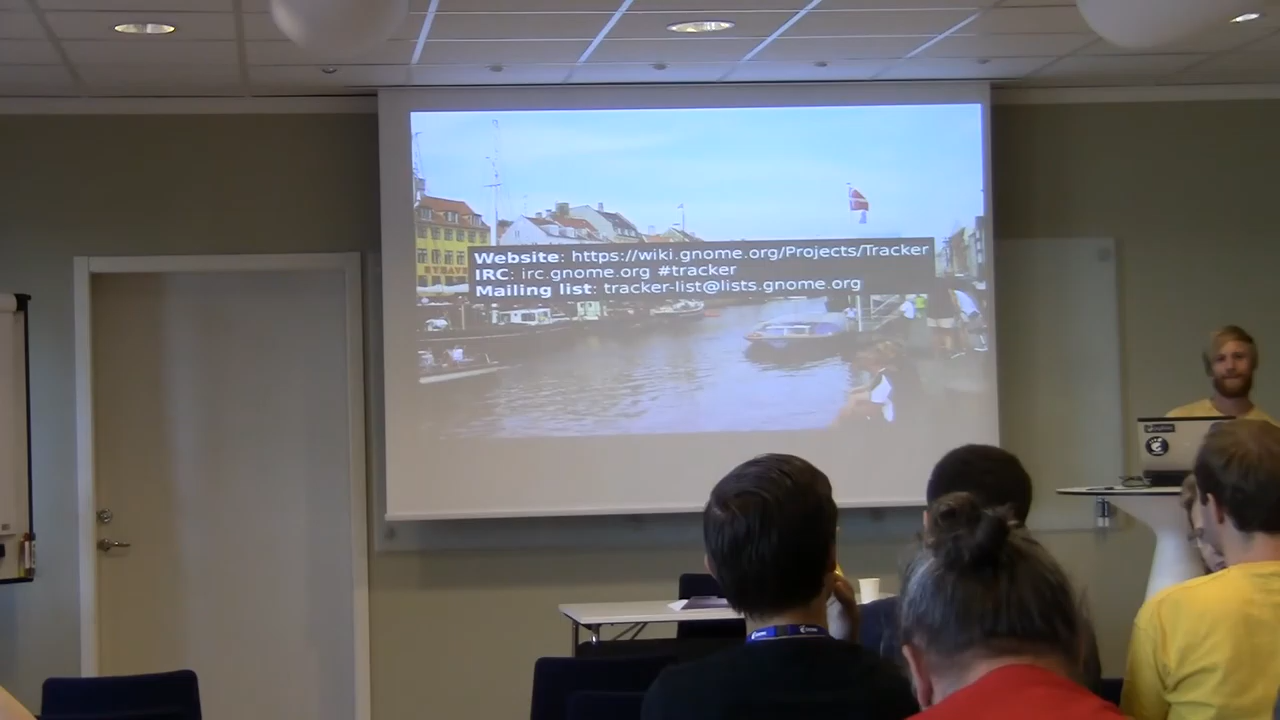 Website: https://wiki.gnome.org/Projects/Tracker
IRC: irc.gnome.org #tracker
Mailing list: tracker-list@lists.gnome.org